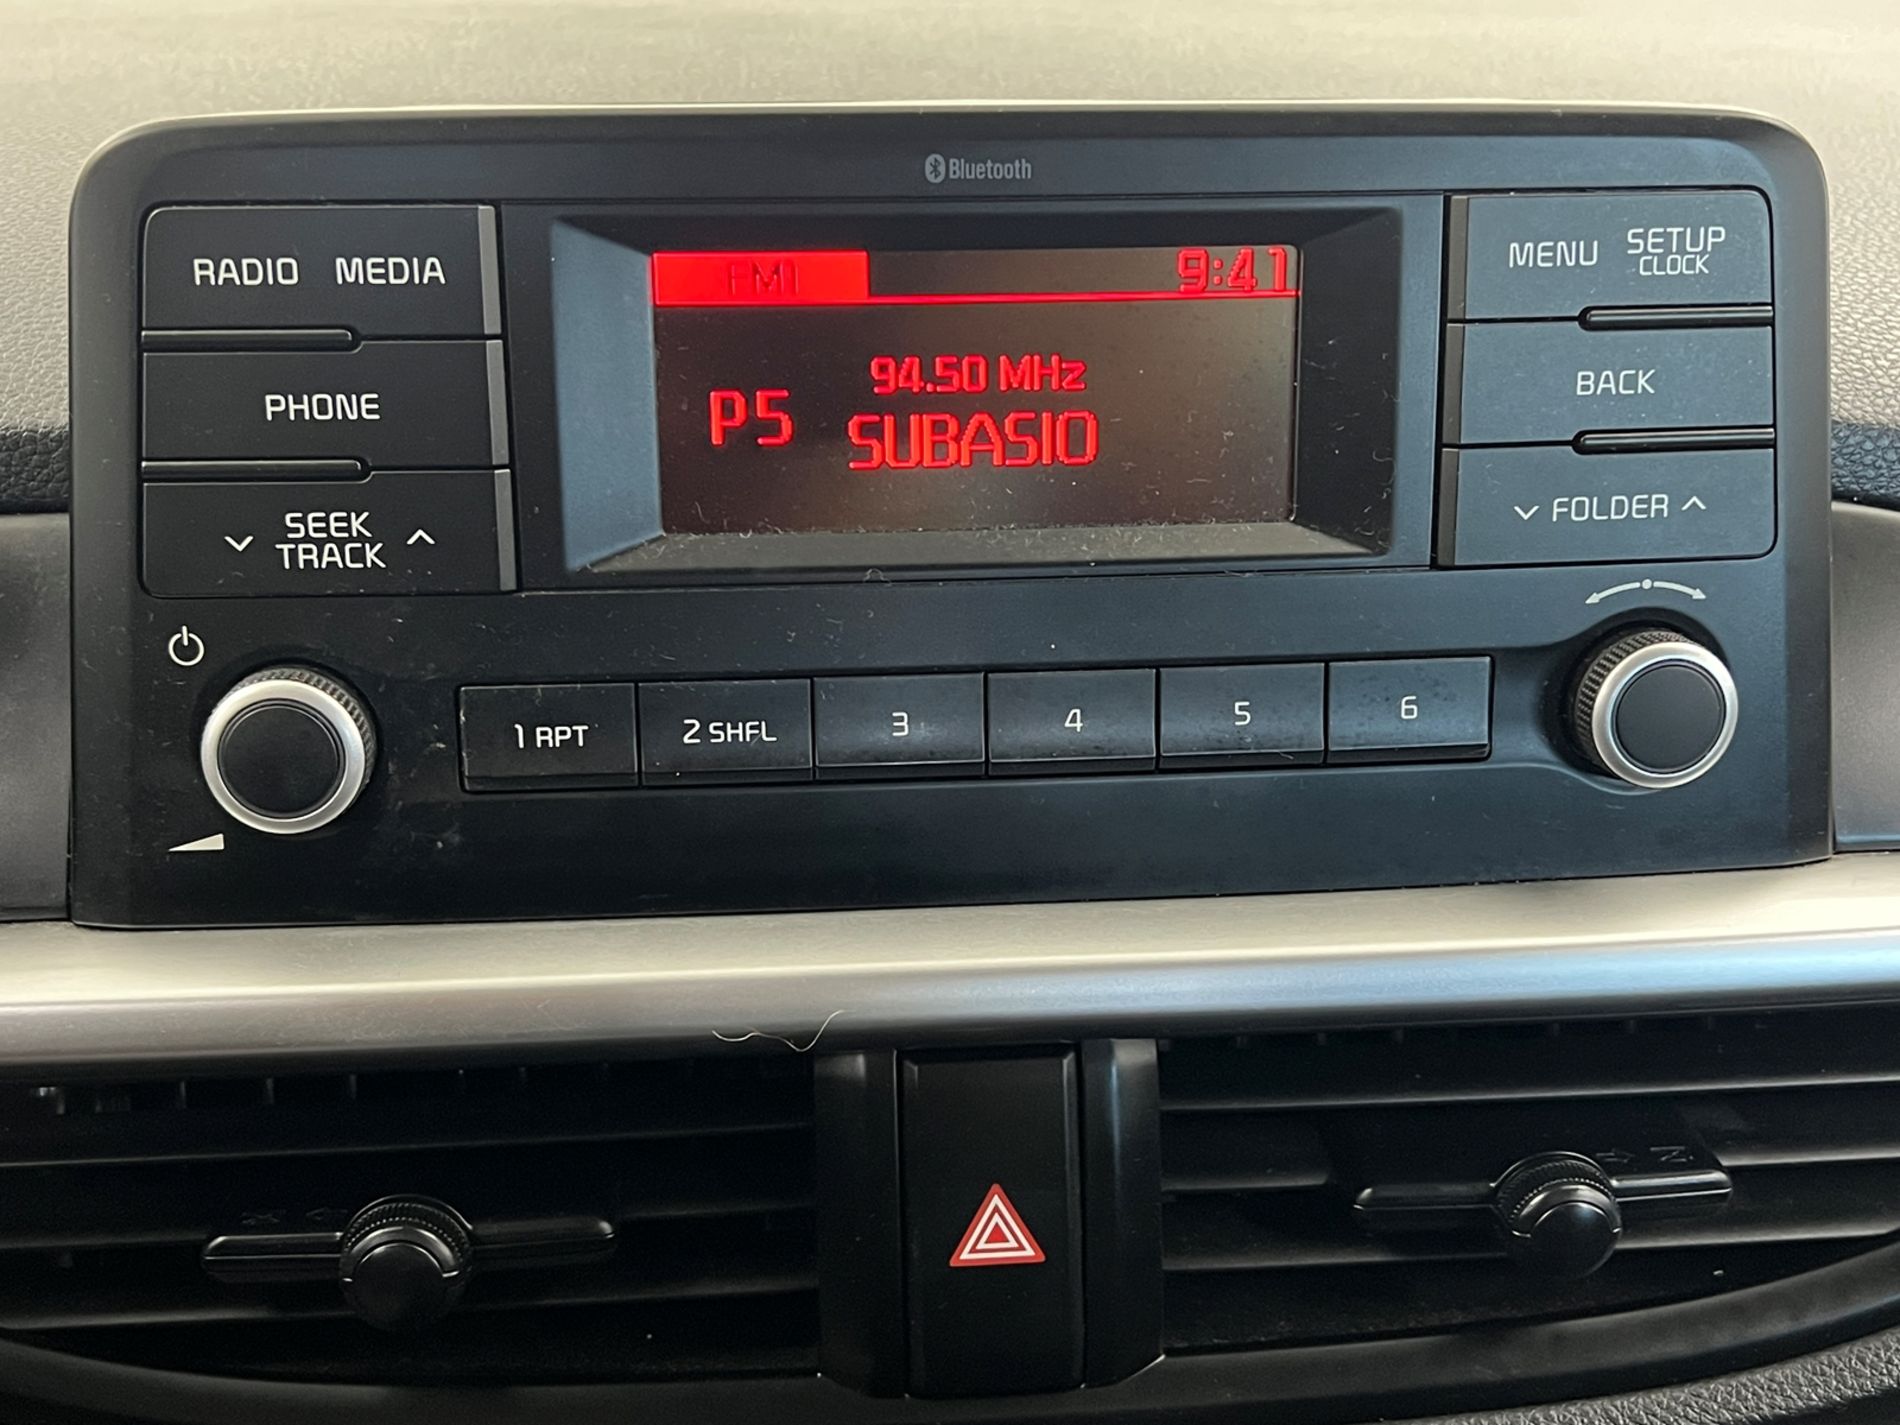 Bluetooth
RADIO MEDIA
PHONE
SEEK
TRACK
FM1 9:41
94.50 MHz
P5 SUBASIO
MENU SETUP
CLOCK
BACK
FOLDER
1 RPT 2 SHFL 3 4 5 6